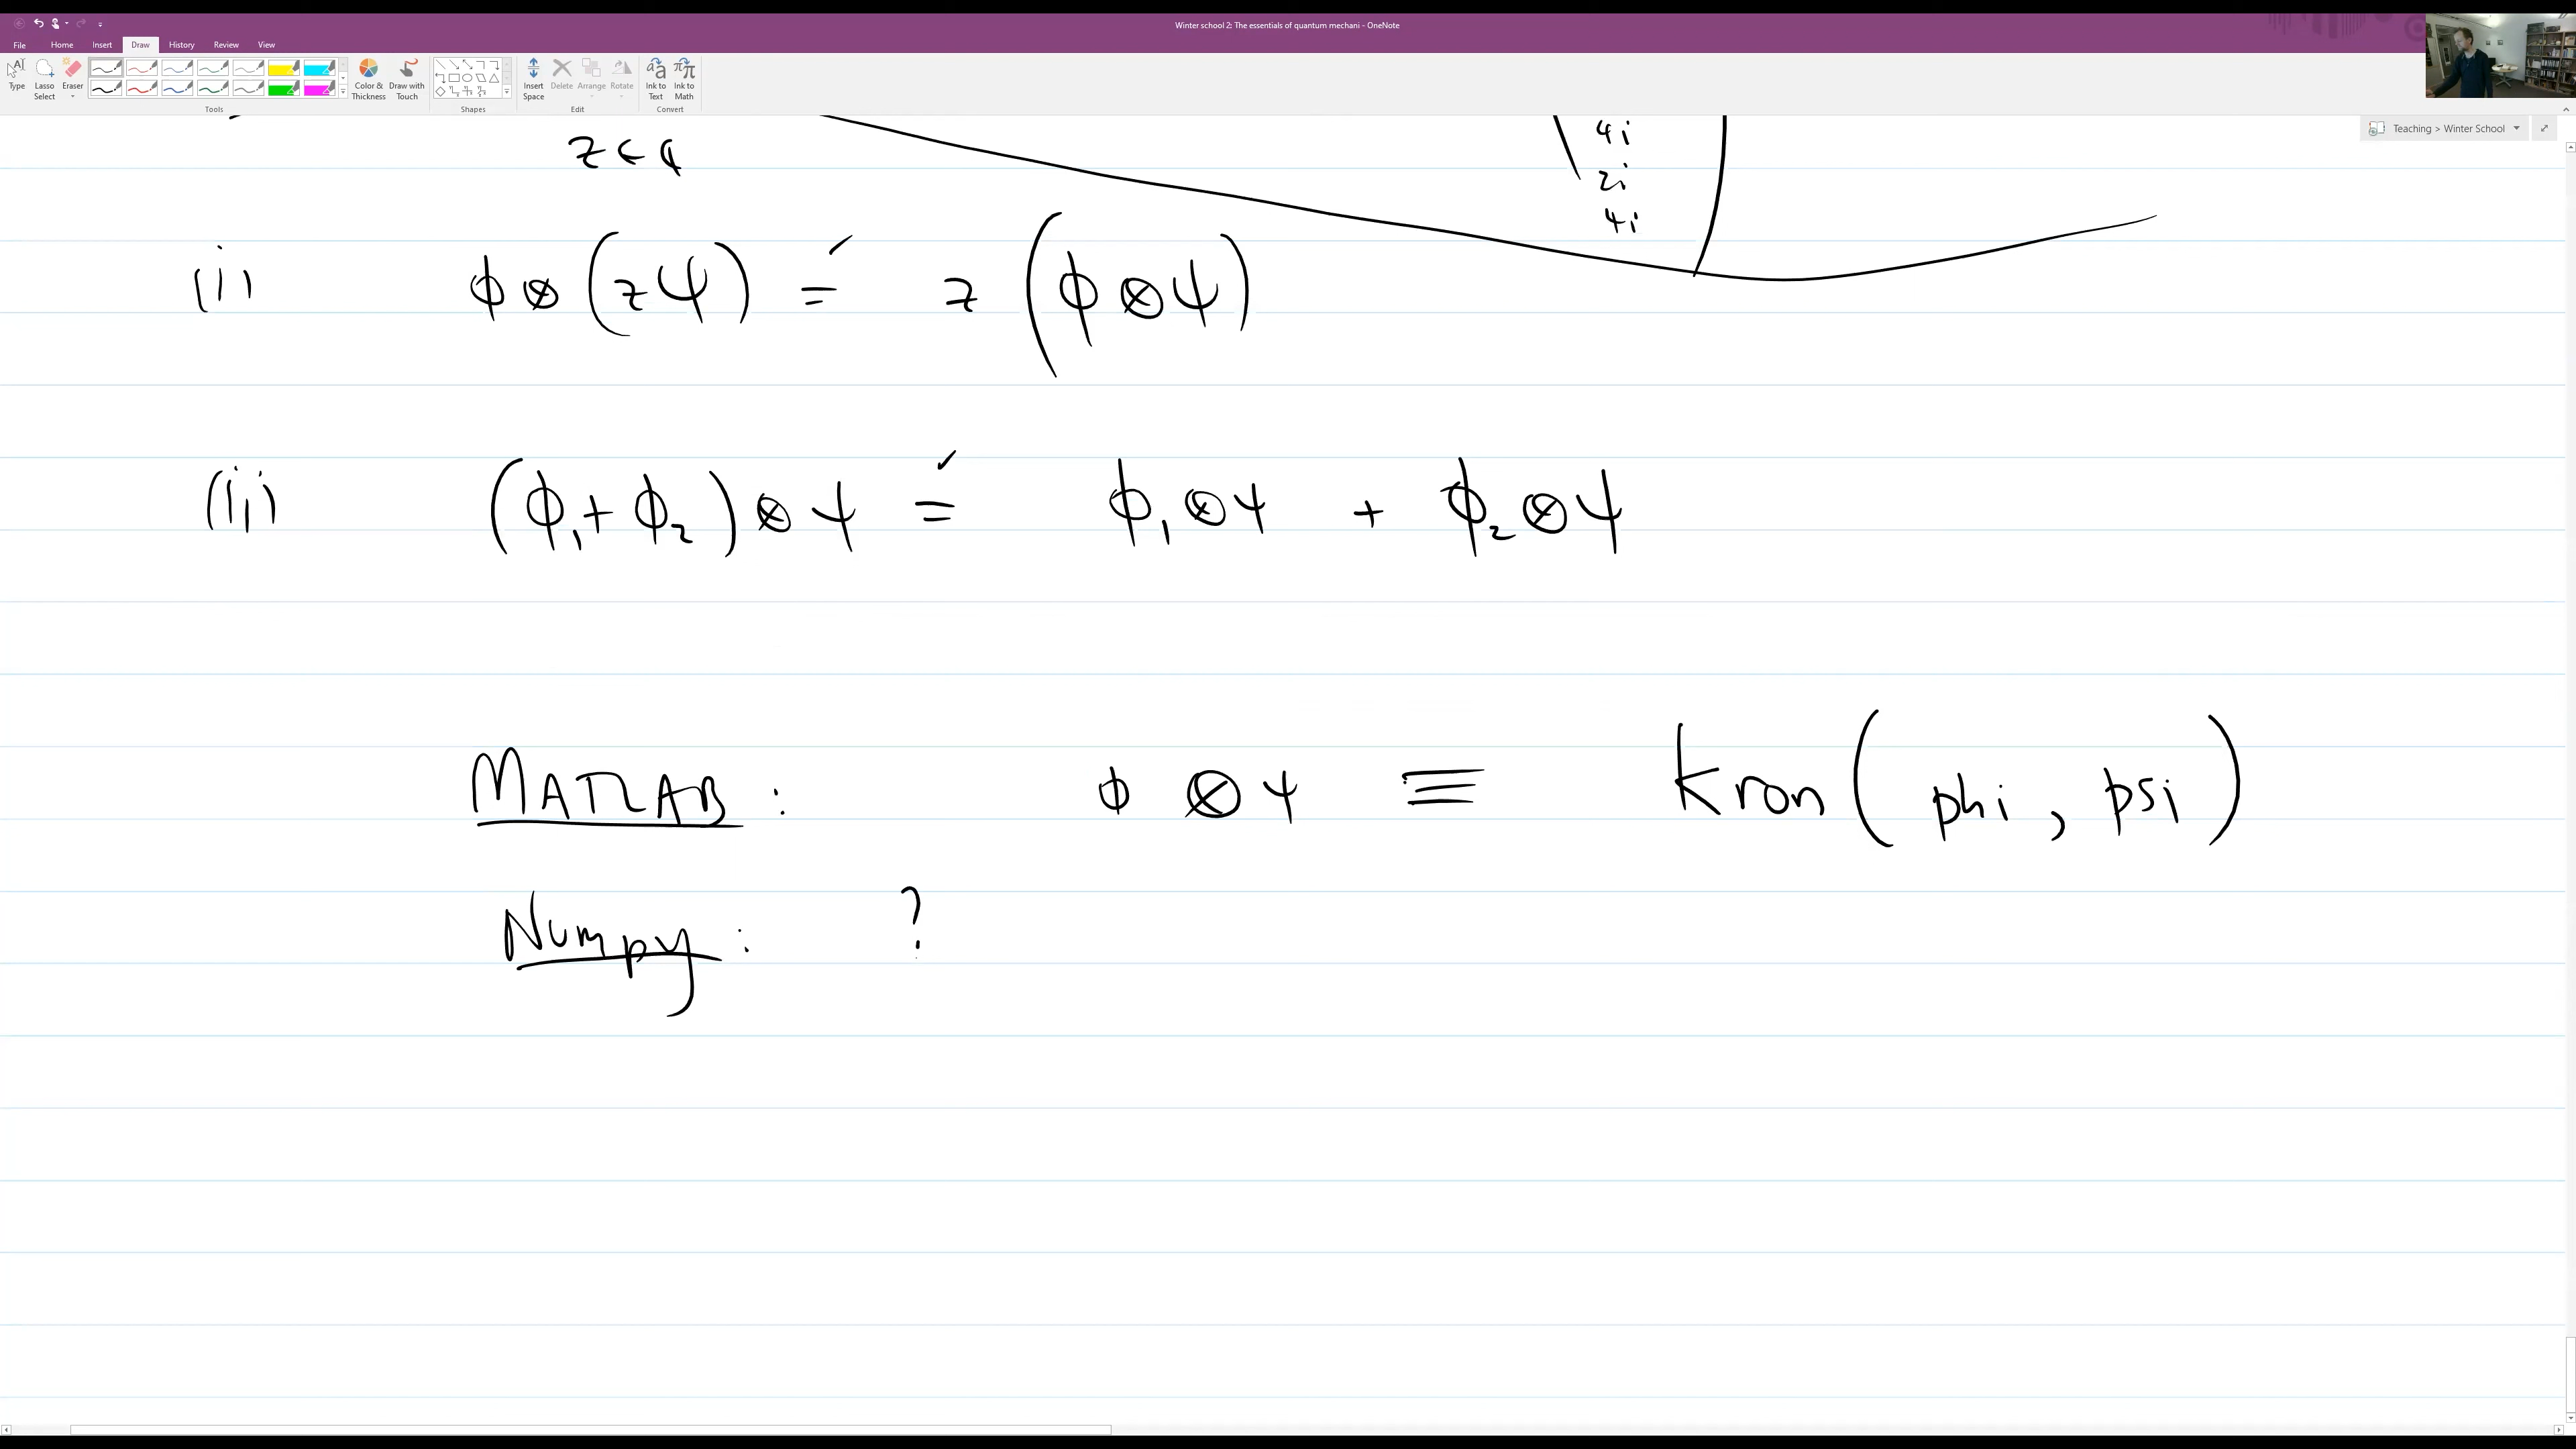 Winter school 2: The essentials of quantum mechani - OneNote
File Home Insert Draw History Review View
Type
Lasso Select
Eraser
Color & Thickness
Draw with Touch
Insert Space
Delete
Arrange
Rotate
Ink to Text
Ink to Math
Tools Shapes Edit Convert
Teaching > Winter School
4i
z ∈ ℂ
2i
4i
(ii) ϕ ⊗ (zψ) = ✓ z (ϕ ⊗ ψ)
(iii) (ϕ₁ + ϕ₂) ⊗ ψ = ✓ ϕ₁ ⊗ ψ + ϕ₂ ⊗ ψ
MATLAB : ϕ ⊗ ψ ≡ kron (phi , psi)
Numpy : ?